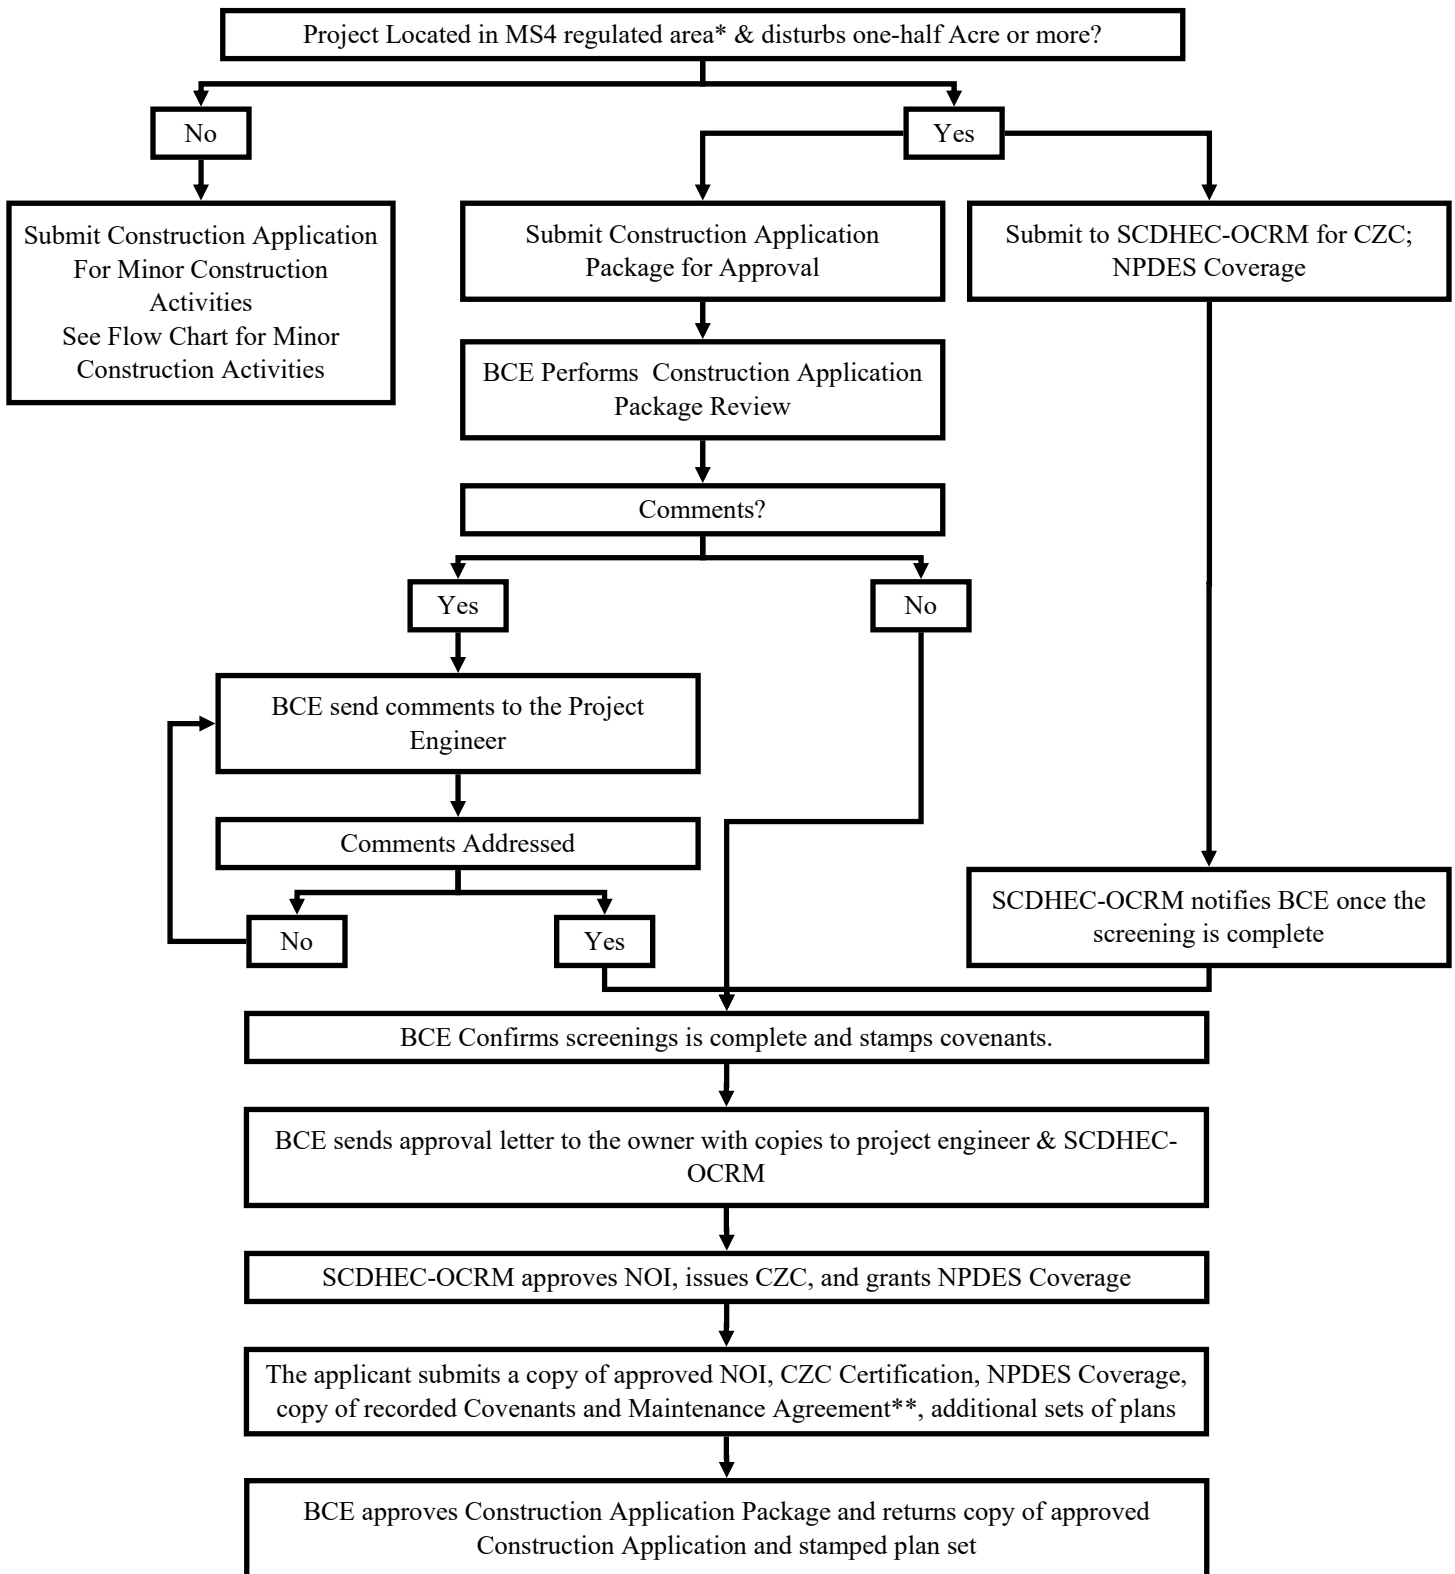 Project Located in MS4 regulated area* & disturbs one-half Acre or more?
No
Yes
Submit Construction Application
For Minor Construction
Activities
See Flow Chart for Minor
Construction Activities
Submit Construction Application
Package for Approval
Submit to SCDHEC-OCRM for CZC;
NPDES Coverage
BCE Performs  Construction Application
Package Review
Comments?
Yes
No
BCE send comments to the Project
Engineer
Comments Addressed
No
Yes
SCDHEC-OCRM notifies BCE once the
screening is complete
BCE Confirms screenings is complete and stamps covenants.
BCE sends approval letter to the owner with copies to project engineer & SCDHEC-
OCRM
SCDHEC-OCRM approves NOI, issues CZC, and grants NPDES Coverage
The applicant submits a copy of approved NOI, CZC Certification, NPDES Coverage,
copy of recorded Covenants and Maintenance Agreement**, additional sets of plans
BCE approves Construction Application Package and returns copy of approved
Construction Application and stamped plan set